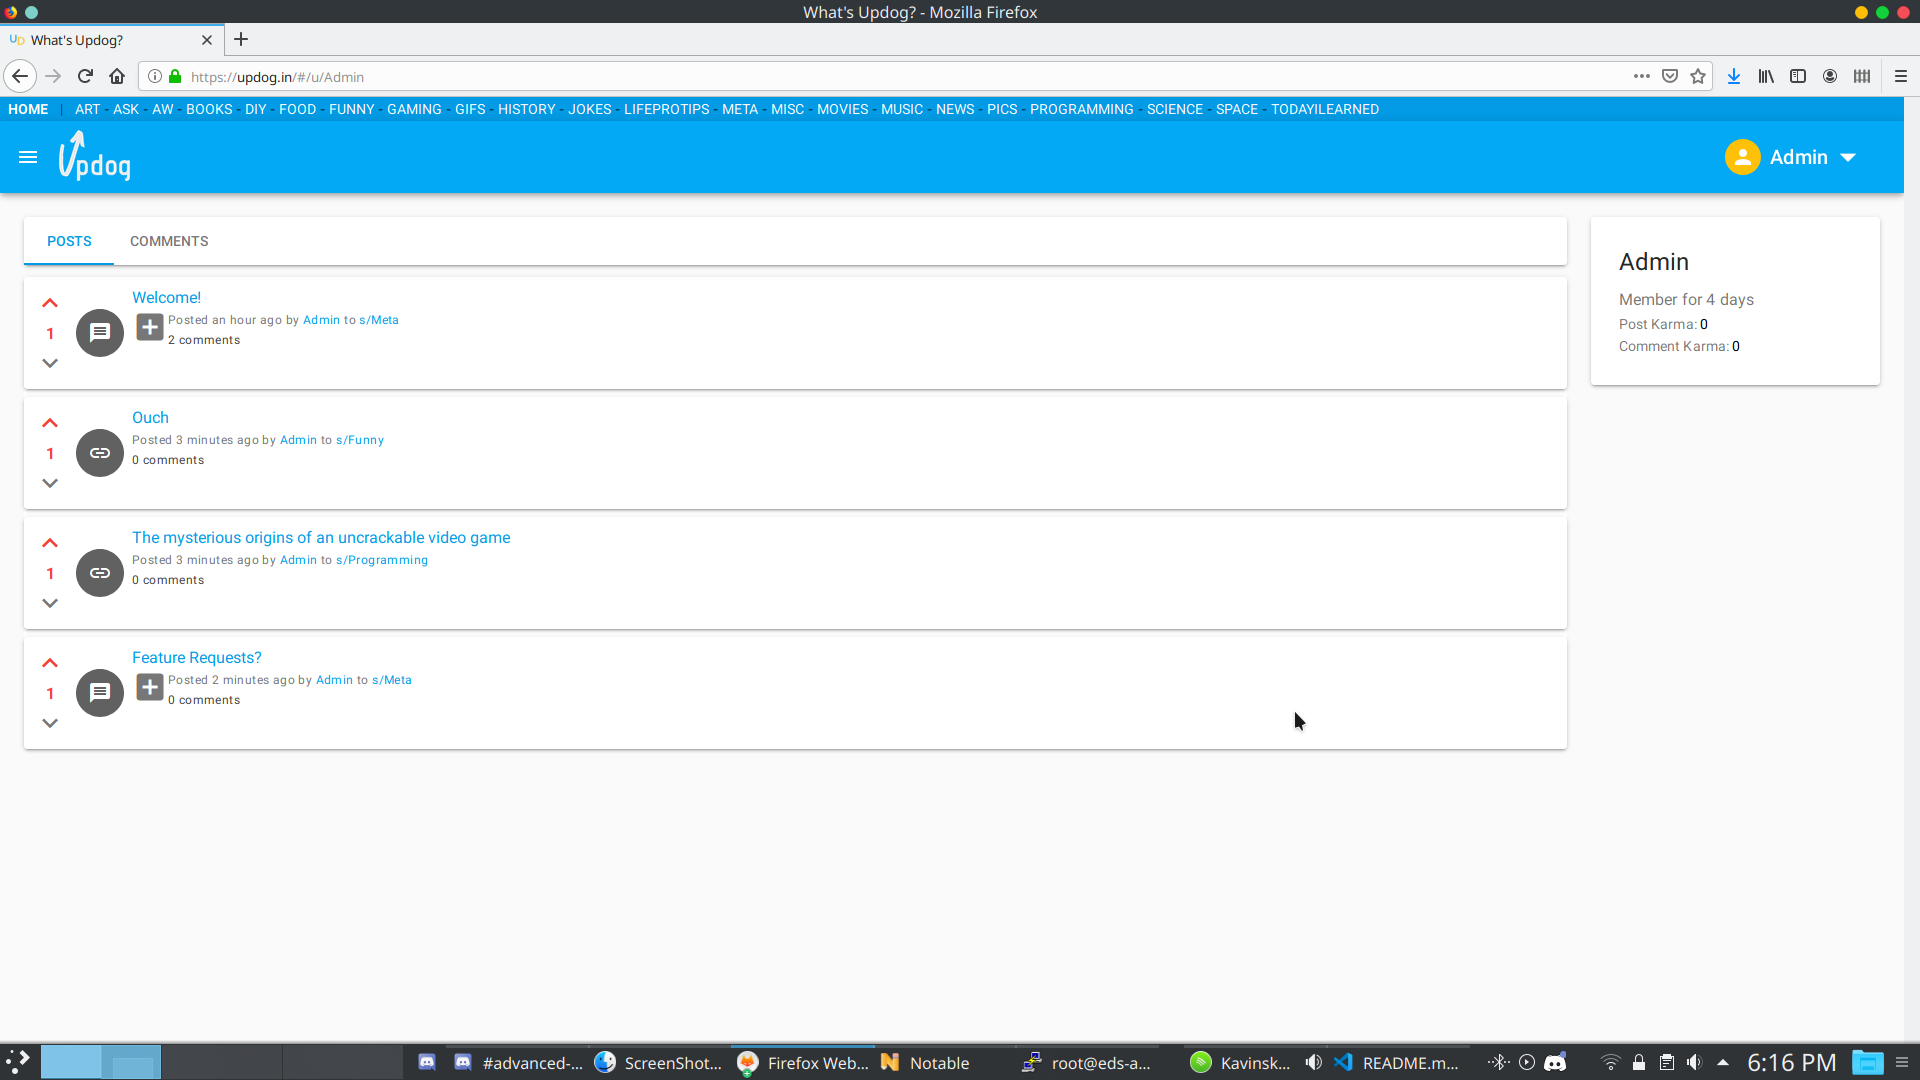 What's Updog? - Mozilla Firefox
What's Updog?
https://updog.in/#/u/Admin
HOME | ART - ASK - AW - BOOKS - DIY - FOOD - FUNNY - GAMING - GIFS - HISTORY - JOKES - LIFEPROTIPS - META - MISC - MOVIES - MUSIC - NEWS - PICS - PROGRAMMING - SCIENCE - SPACE - TODAYILEARNED
Updog
Admin
POSTS COMMENTS
Welcome!
1
Posted an hour ago by Admin to s/Meta
2 comments
Ouch
1
Posted 3 minutes ago by Admin to s/Funny
0 comments
The mysterious origins of an uncrackable video game
1
Posted 3 minutes ago by Admin to s/Programming
0 comments
Feature Requests?
1
Posted 2 minutes ago by Admin to s/Meta
0 comments
Admin
Member for 4 days
Post Karma: 0
Comment Karma: 0
#advanced-... ScreenShot... Firefox Web... Notable root@eds-a... Kavinsk... README.m... 6:16 PM